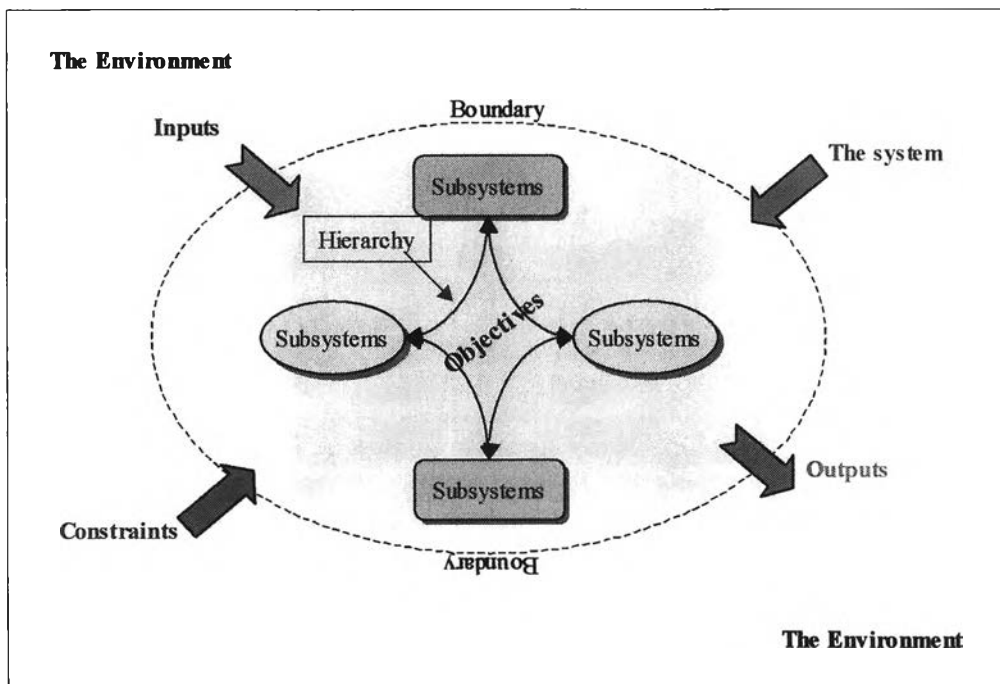 The Environment
Boundary
Inputs
The system
Subsystems
Hierarchy
Subsystems
Objectives
Subsystems
Outputs
Subsystems
Constraints
Boundary
The Environment